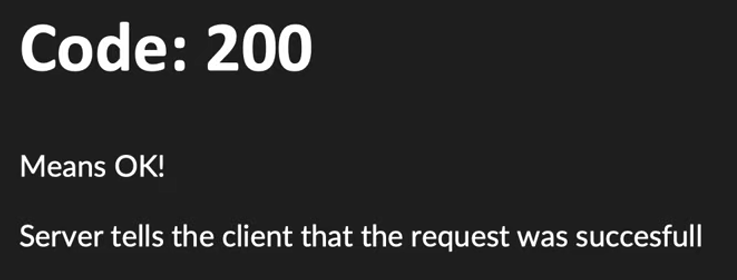 Code: 200
Means OK!
Server tells the client that the request was succesfull